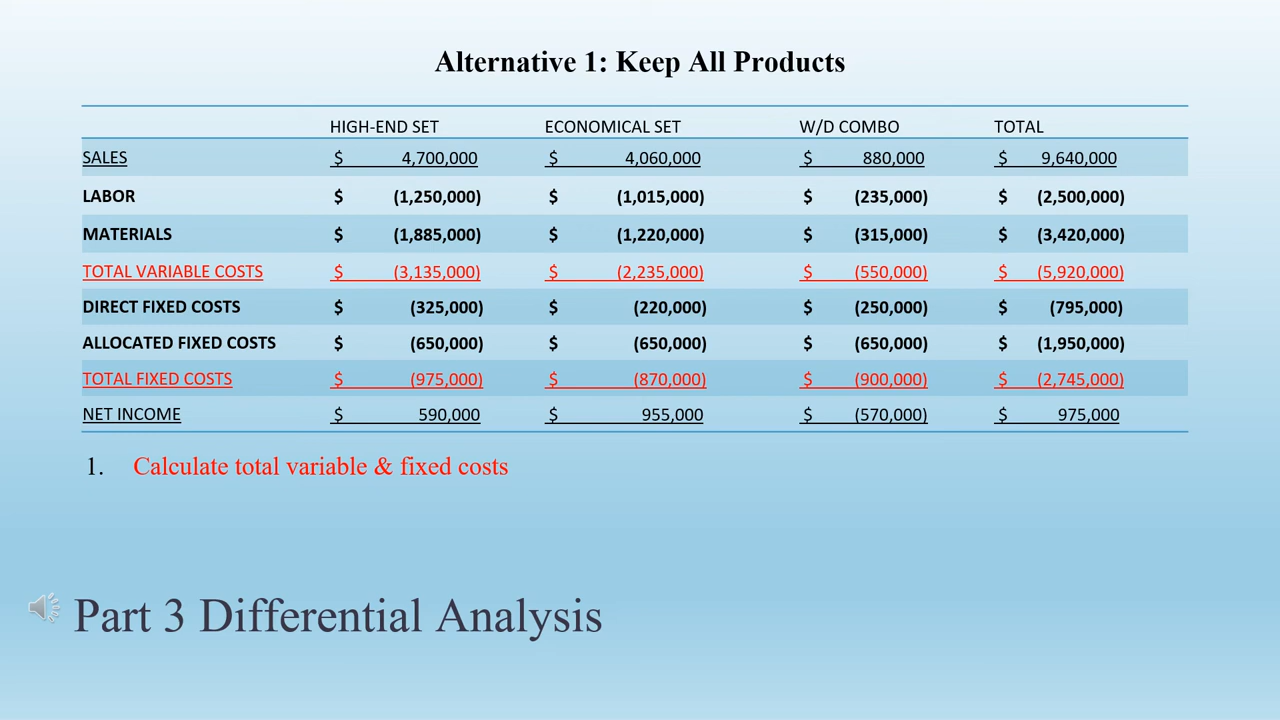 Alternative 1: Keep All Products
HIGH-END SET ECONOMICAL SET W/D COMBO TOTAL
SALES $ 4,700,000 $ 4,060,000 $ 880,000 $ 9,640,000
LABOR $ (1,250,000) $ (1,015,000) $ (235,000) $ (2,500,000)
MATERIALS $ (1,885,000) $ (1,220,000) $ (315,000) $ (3,420,000)
TOTAL VARIABLE COSTS $ (3,135,000) $ (2,235,000) $ (550,000) $ (5,920,000)
DIRECT FIXED COSTS $ (325,000) $ (220,000) $ (250,000) $ (795,000)
ALLOCATED FIXED COSTS $ (650,000) $ (650,000) $ (650,000) $ (1,950,000)
TOTAL FIXED COSTS $ (975,000) $ (870,000) $ (900,000) $ (2,745,000)
NET INCOME $ 590,000 $ 955,000 $ (570,000) $ 975,000
1. Calculate total variable & fixed costs
Part 3 Differential Analysis